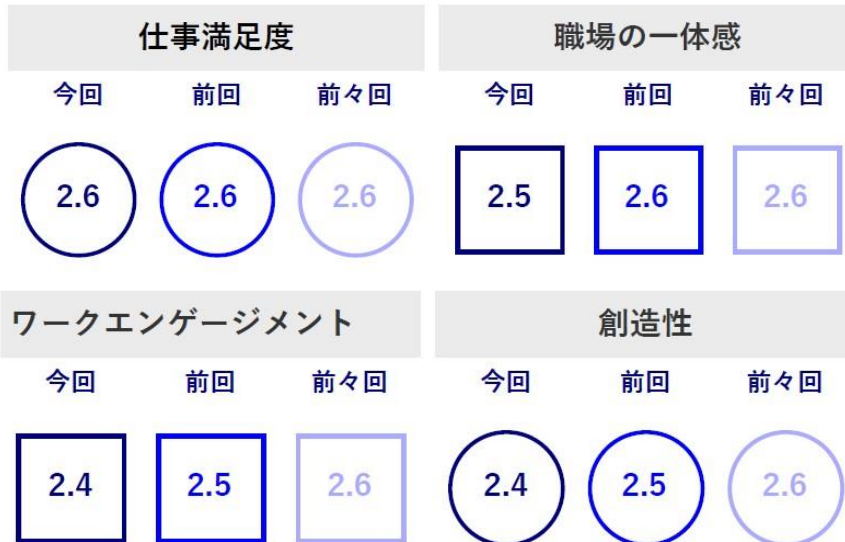 仕事満足度
今回 前回 前々回
2.6 2.6 2.6
職場の一体感
今回 前回 前々回
2.5 2.6 2.6
ワークエンゲージメント
今回 前回 前々回
2.4 2.5 2.6
創造性
今回 前回 前々回
2.4 2.5 2.6